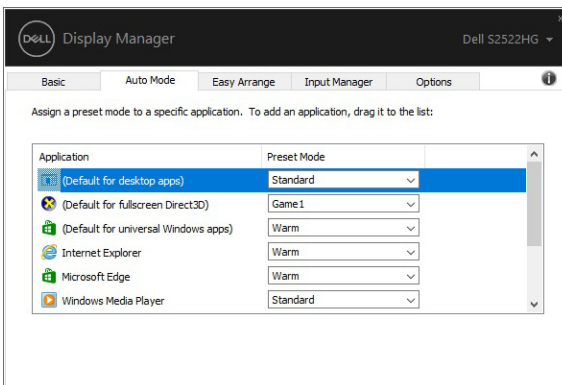 DELL Display Manager Dell S2522HG
Basic Auto Mode Easy Arrange Input Manager Options
Assign a preset mode to a specific application. To add an application, drag it to the list:
Application Preset Mode
(Default for desktop apps) Standard
(Default for fullscreen Direct3D) Game1
(Default for universal Windows apps) Warm
Internet Explorer Warm
Microsoft Edge Warm
Windows Media Player Standard